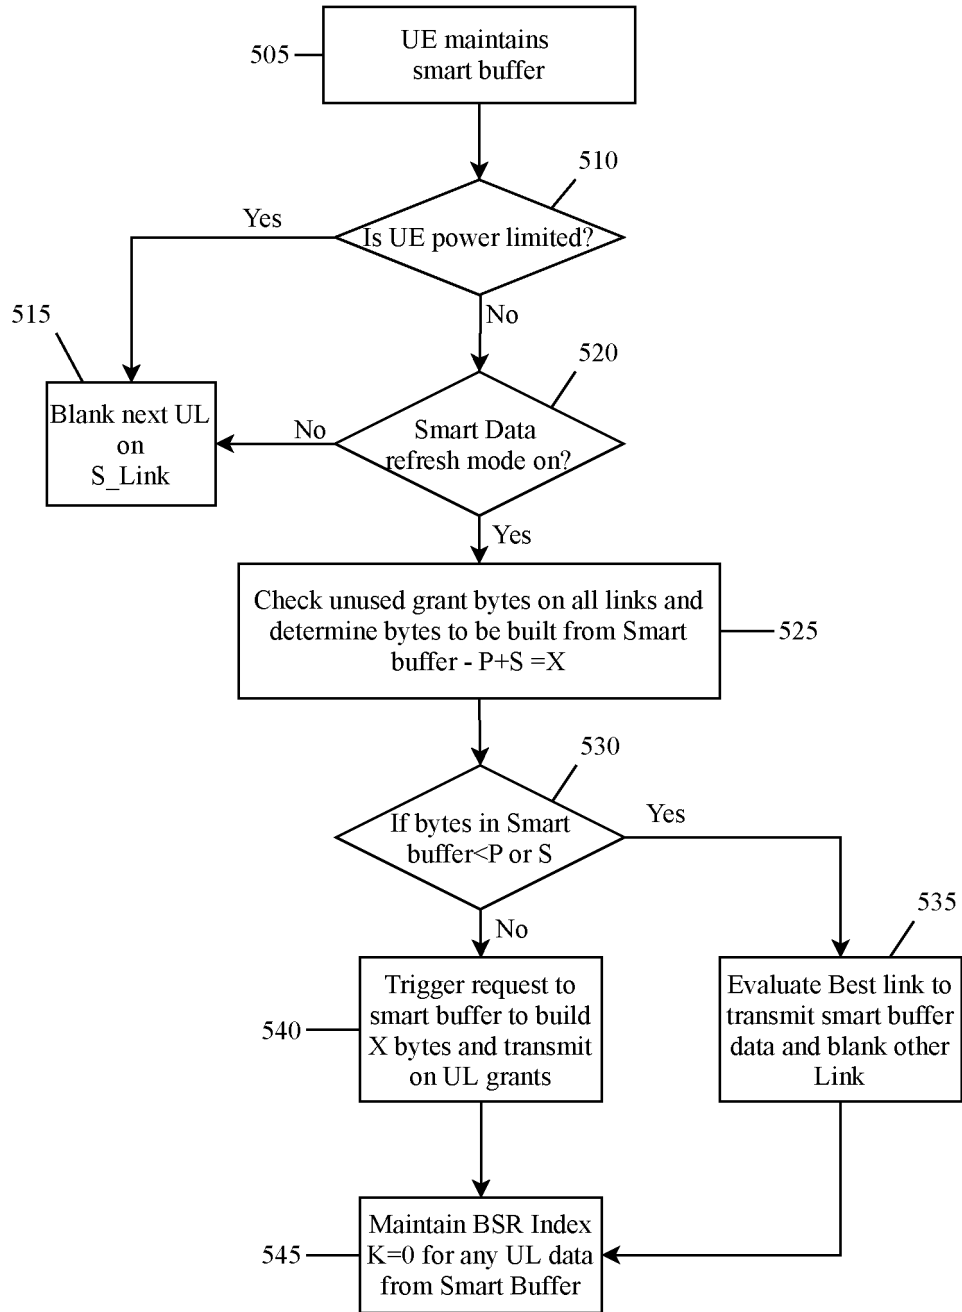 UE maintains
smart buffer
505
510
Yes
Is UE power limited?
515
No
520
Blank next UL
on
S_Link
No
Smart Data
refresh mode on?
Yes
Check unused grant bytes on all links and
determine bytes to be built from Smart
buffer - P+S =X
525
530
If bytes in Smart
buffer<P or S
Yes
No
535
Trigger request to
smart buffer to build
X bytes and transmit
on UL grants
540
Evaluate Best link to
transmit smart buffer
data and blank other
Link
Maintain BSR Index
K=0 for any UL data
from Smart Buffer
545